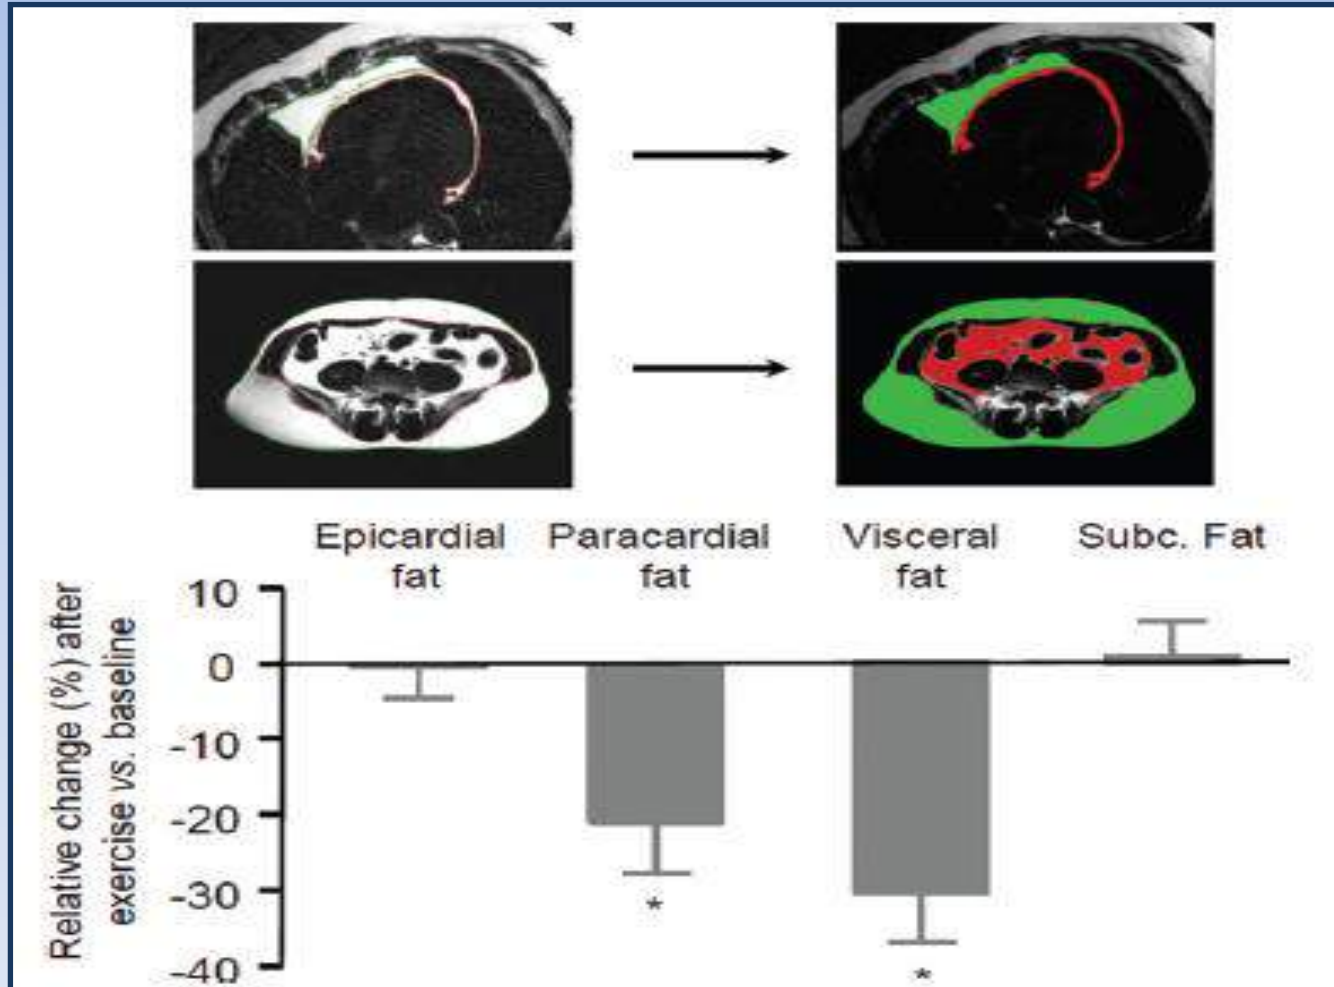 Epicardial fat
Paracardial fat
Visceral fat
Subc. Fat
Relative change (%) after
exercise vs. baseline
10
0
-10
-20
-30
-40
*
*